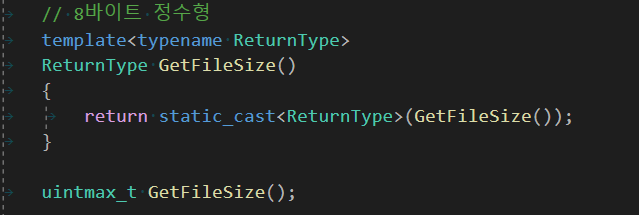 // 8바이트 정수형
template<typename ReturnType>
ReturnType GetFileSize()
{
return static_cast<ReturnType>(GetFileSize());
}
uintmax_t GetFileSize();